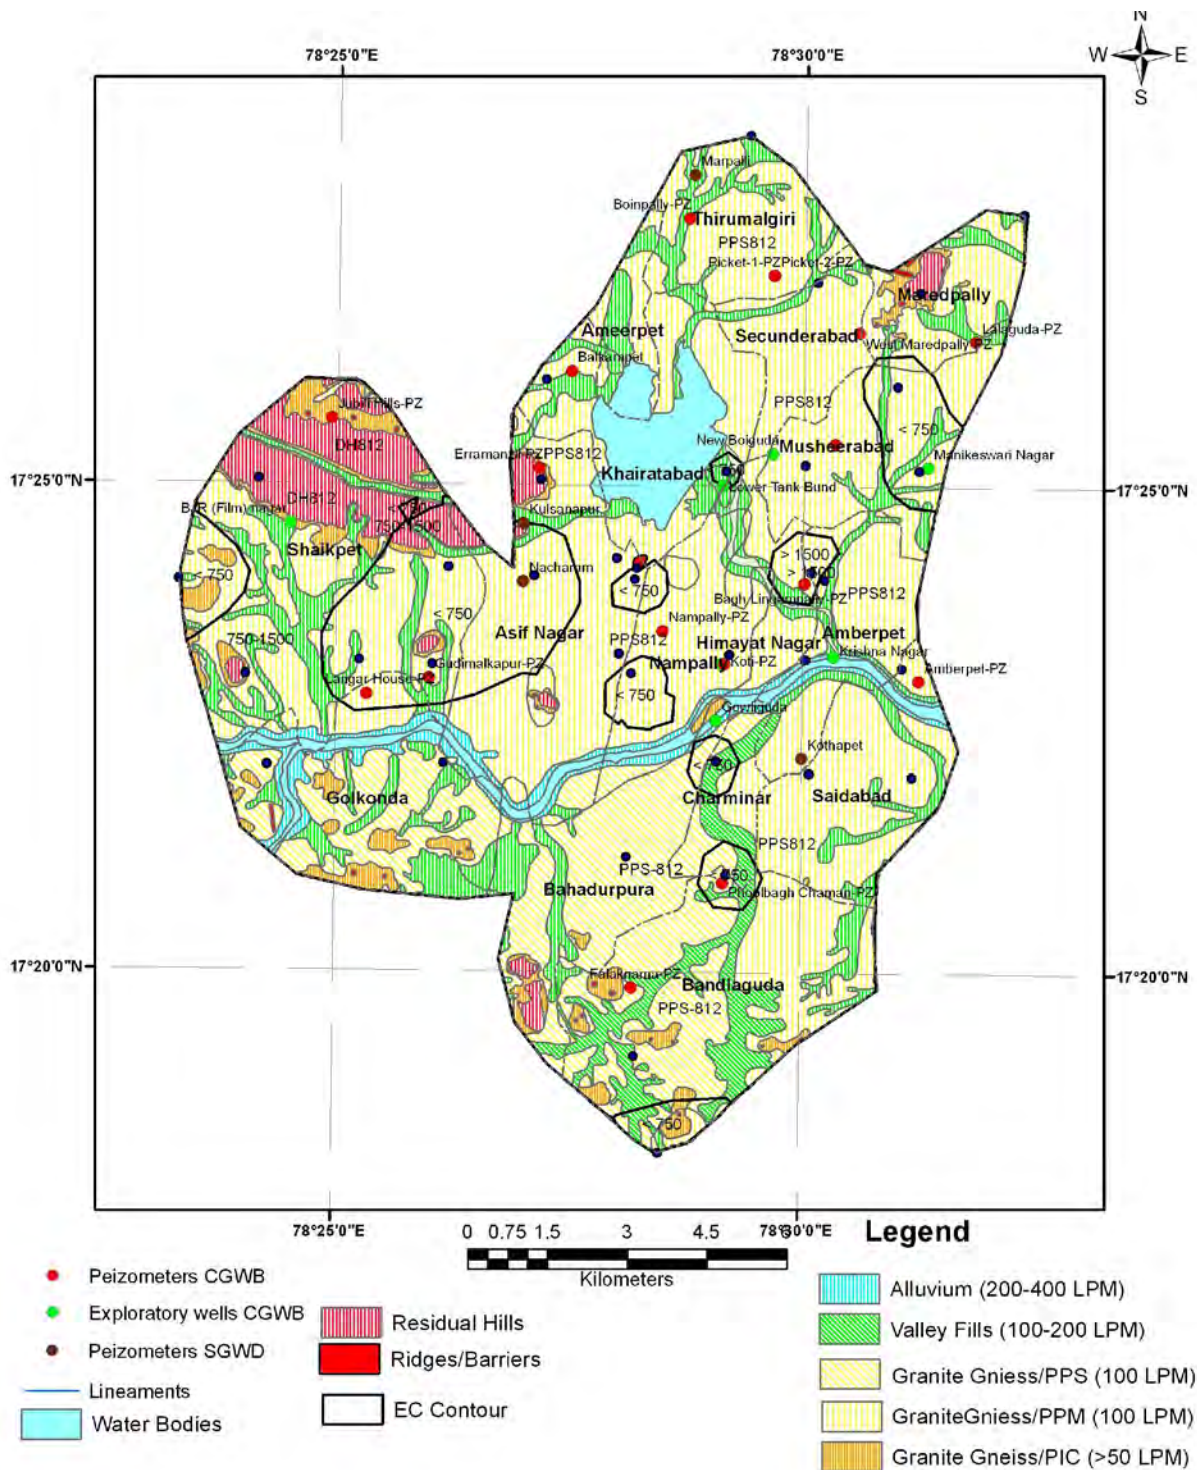 N
W E
S
78°25'0"E 78°30'0"E
Marpalli
Boinpally-PZ
Thirumalgiri
PPS812
Picket-1-PZ Picket-2-PZ
Maredpally
Ameerpet
Secunderabad
Lalaguda-PZ
West Maredpally-PZ
Balkampet
PPS812
Jubili Hills-PZ
< 750
DH812
New Boiguda
Musheerabad
Erramanzil-PZ PPS812
Manikeswari Nagar
Khairatabad
17°25'0"N
Lower Tank Bund
17°25'0"N
DH812
(Film) nagar
Kulsanapur
Shaikpet
> 1500
Nacharam
< 750
< 750
Bagh Lingampally-PZ
PPS812
< 750
Nampally-PZ
750-1500
Asif Nagar
PPS812
Himayat Nagar
Amberpet
Krishna Nagar
Gudimalkapur-PZ
Nampally
Koti-PZ
Amberpet-PZ
Langar House-PZ
< 750
Gowliguda
Kothapet
< 750
Golkonda
Charminar
Saidabad
PPS812
PPS-812
Bahadurpura
Phoolbagh Chaman-PZ
17°20'0"N
Falaknama-PZ
Bandlaguda
17°20'0"N
PPS-812
750
78°25'0"E
0 0.75 1.5 3 4.5
Kilometers
Legend
Peizometers CGWB
Exploratory wells CGWB
Peizometers SGWD
Lineaments
Water Bodies
Residual Hills
Ridges/Barriers
EC Contour
Alluvium (200-400 LPM)
Valley Fills (100-200 LPM)
Granite Gniess/PPS (100 LPM)
GraniteGniess/PPM (100 LPM)
Granite Gneiss/PIC (>50 LPM)